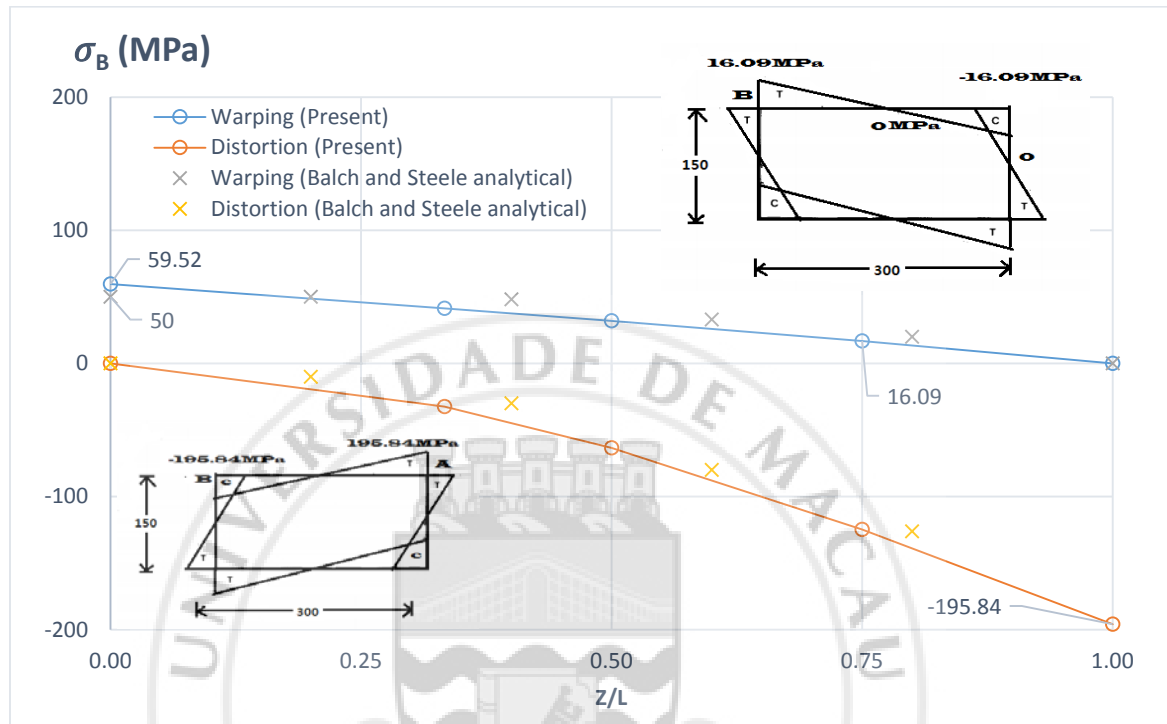 σB (MPa)
Warping (Present)
Distortion (Present)
Warping (Balch and Steele analytical)
Distortion (Balch and Steele analytical)
200
100
0
-100
-200
0.00
0.25
0.50
0.75
1.00
Z/L
59.52
50
16.09
-195.84
16.09MPa
-16.09MPa
B
T
T
0MPa
C
O
150
C
T
T
300
195.84MPa
-195.84MPa
T
A
B
C
T
150
T
C
T
300
UNIVERSIDADE DE MACAU